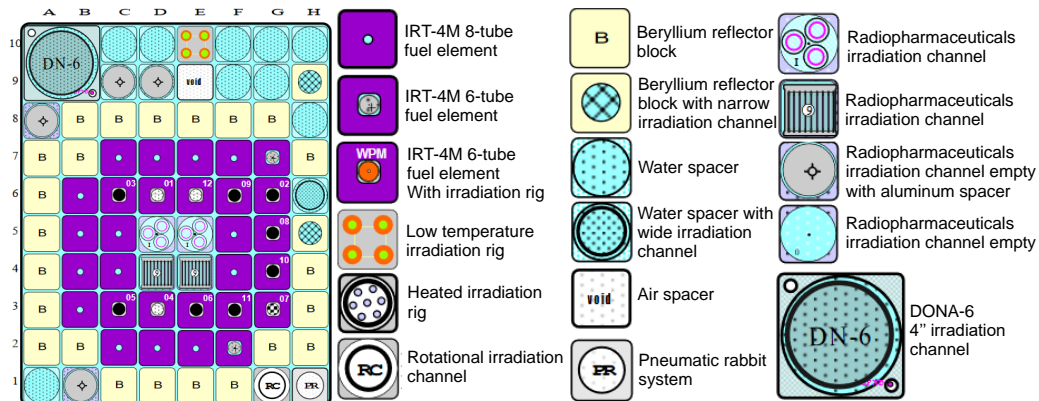 A B C D E F G H
10
DN-6
9 void
8 B B B B B B
7 B B B
6 B 03 01 12 09 02
5 B I I 08
4 B 9 9 10 B
3 B 05 04 06 11 07 B
2 B B B B
1 B B B B RC PR
IRT-4M 8-tube
fuel element
IRT-4M 6-tube
fuel element
WPM
IRT-4M 6-tube
fuel element
With irradiation rig
Low temperature
irradiation rig
Heated irradiation
rig
RC
Rotational irradiation
channel
B
Beryllium reflector
block
Beryllium reflector
block with narrow
irradiation channel
Water spacer
Water spacer with
wide irradiation
channel
void
Air spacer
PR
Pneumatic rabbit
system
I
Radiopharmaceuticals
irradiation channel
9
Radiopharmaceuticals
irradiation channel
Radiopharmaceuticals
irradiation channel empty
with aluminum spacer
0
Radiopharmaceuticals
irradiation channel empty
DN-6
DONA-6
4” irradiation
channel